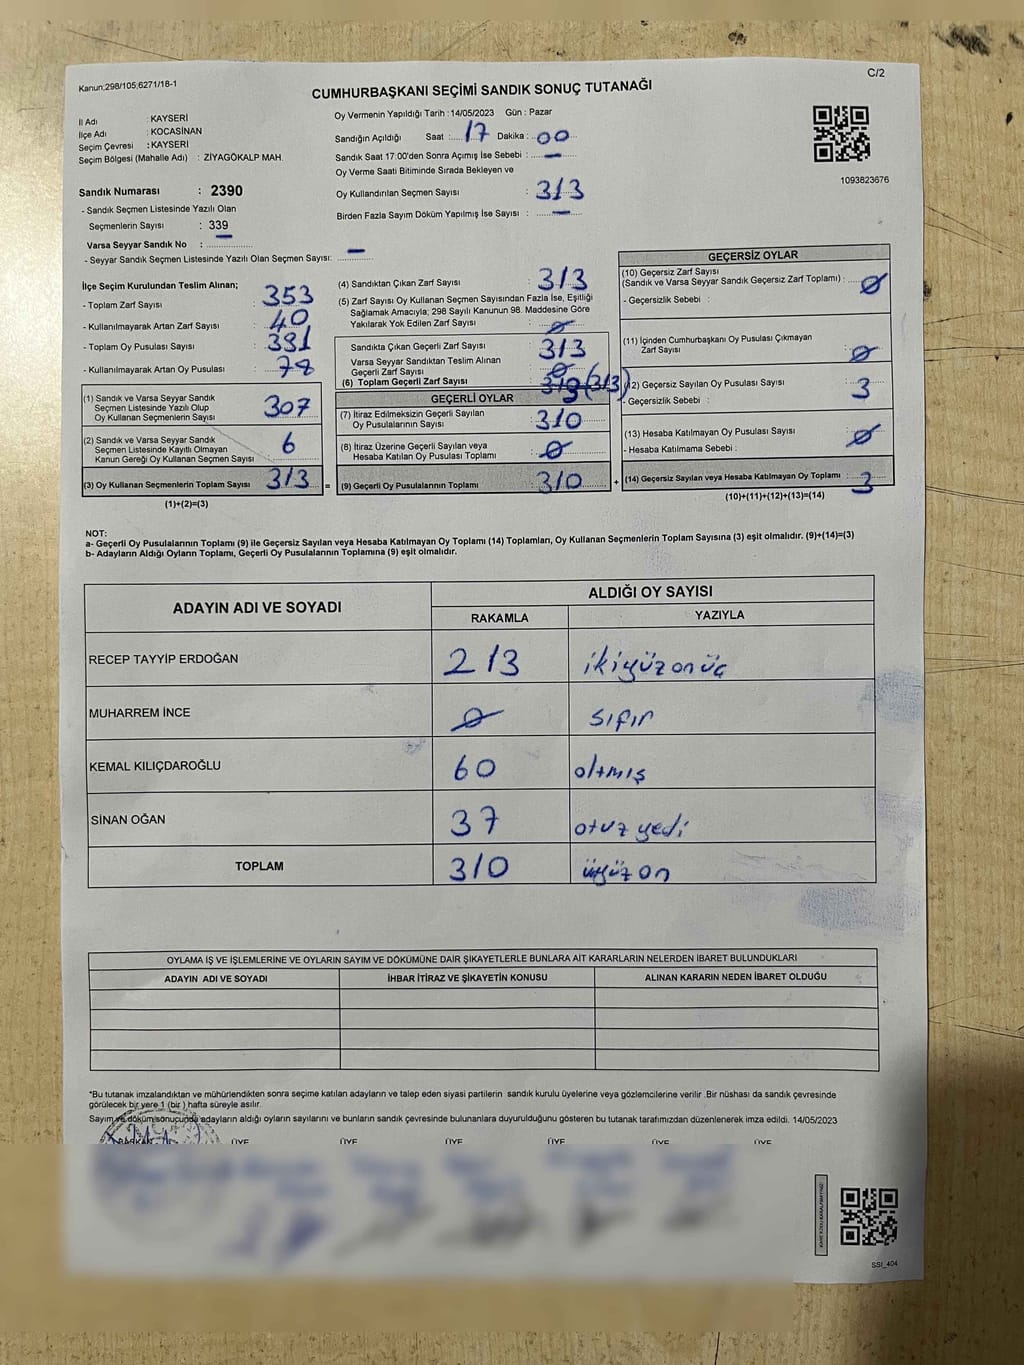 Kanun;298/105;6271/18-1
C/2
CUMHURBAŞKANI SEÇİMİ SANDIK SONUÇ TUTANAĞI
İl Adı : KAYSERİ
İlçe Adı : KOCASİNAN
Seçim Çevresi : KAYSERİ
Seçim Bölgesi (Mahalle Adı) : ZİYAGÖKALP MAH.
Sandık Numarası : 2390
- Sandık Seçmen Listesinde Yazılı Olan
Seçmenlerin Sayısı : 339
Varsa Seyyar Sandık No : —
- Seyyar Sandık Seçmen Listesinde Yazılı Olan Seçmen Sayısı: —
Oy Vermenin Yapıldığı Tarih : 14/05/2023 Gün : Pazar
Sandığın Açıldığı Saat : 17 Dakika : 00
Sandık Saat 17:00'den Sonra Açımış İse Sebebi : —
Oy Verme Saati Bitiminde Sırada Bekleyen ve
Oy Kullandırılan Seçmen Sayısı : 313
Birden Fazla Sayım Döküm Yapılmış İse Sayısı : —
1093823676
İlçe Seçim Kurulundan Teslim Alınan;
- Toplam Zarf Sayısı : 353
- Kullanılmayarak Artan Zarf Sayısı : 40
- Toplam Oy Pusulası Sayısı : 391
- Kullanılmayarak Artan Oy Pusulası : 78
(1) Sandık ve Varsa Seyyar Sandık
Seçmen Listesinde Yazılı Olup
Oy Kullanan Seçmenlerin Sayısı 307
(2) Sandık ve Varsa Seyyar Sandık
Seçmen Listesinde Kayıtlı Olmayan
Kanun Gereği Oy Kullanan Seçmen Sayısı 6
(3) Oy Kullanan Seçmenlerin Toplam Sayısı 313 =
(1)+(2)=(3)
(4) Sandıktan Çıkan Zarf Sayısı : 313
(5) Zarf Sayısı Oy Kullanan Seçmen Sayısından Fazla İse, Eşitliği
Sağlamak Amacıyla; 298 Sayılı Kanunun 98. Maddesine Göre
Yakılarak Yok Edilen Zarf Sayısı : 0
Sandıkta Çıkan Geçerli Zarf Sayısı : 313
Varsa Seyyar Sandıktan Teslim Alınan
Geçerli Zarf Sayısı : 0
(6) Toplam Geçerli Zarf Sayısı 310 (313)
GEÇERLİ OYLAR
(7) İtiraz Edilmeksizin Geçerli Sayılan
Oy Pusulalarının Sayısı : 310
(8) İtiraz Üzerine Geçerli Sayılan veya
Hesaba Katılan Oy Pusulası Toplamı : 0
(9) Geçerli Oy Pusulalarının Toplamı : 310 +
GEÇERSİZ OYLAR
(10) Geçersiz Zarf Sayısı
(Sandık ve Varsa Seyyar Sandık Geçersiz Zarf Toplamı) : 0
- Geçersizlik Sebebi :
(11) İçinden Cumhurbaşkanı Oy Pusulası Çıkmayan
Zarf Sayısı : 0
(12) Geçersiz Sayılan Oy Pusulası Sayısı : 3
- Geçersizlik Sebebi :
(13) Hesaba Katılmayan Oy Pusulası Sayısı : 0
- Hesaba Katılmama Sebebi :
(14) Geçersiz Sayılan veya Hesaba Katılmayan Oy Toplamı : 3
(10)+(11)+(12)+(13)=(14)
NOT:
a- Geçerli Oy Pusulalarının Toplamı (9) ile Geçersiz Sayılan veya Hesaba Katılmayan Oy Toplamı (14) Toplamları, Oy Kullanan Seçmenlerin Toplam Sayısına (3) eşit olmalıdır. (9)+(14)=(3)
b- Adayların Aldığı Oyların Toplamı, Geçerli Oy Pusulalarının Toplamına (9) eşit olmalıdır.
ADAYIN ADI VE SOYADI ALDIĞI OY SAYISI
RAKAMLA YAZIYLA
RECEP TAYYİP ERDOĞAN 213 ikiyüzonüç
MUHARREM İNCE 0 sıfır
KEMAL KILIÇDAROĞLU 60 altmış
SİNAN OĞAN 37 otuz yedi
TOPLAM 310 üçyüz on
OYLAMA İŞ VE İŞLEMLERİNE VE OYLARIN SAYIM VE DÖKÜMÜNE DAİR ŞİKAYETLERLE BUNLARA AİT KARARLARIN NELERDEN İBARET BULUNDUKLARI
ADAYIN ADI VE SOYADI İHBAR İTİRAZ VE ŞİKAYETİN KONUSU ALINAN KARARIN NEDEN İBARET OLDUĞU
*Bu tutanak imzalandıktan ve mühürlendikten sonra seçime katılan adayların ve talep eden siyasi partilerin sandık kurulu üyelerine veya gözlemcilerine verilir .Bir nüshası da sandık çevresinde
görülecek bir yere 1 (bir ) hafta süreyle asılır.
Sayım ve döküm sonucunda adayların aldığı oyların sayılarını ve bunların sandık çevresinde bulunanlara duyurulduğunu gösteren bu tutanak tarafımızdan düzenlenerek imza edildi. 14/05/2023
ÜYE ÜYE ÜYE ÜYE ÜYE ÜYE
SSI_404